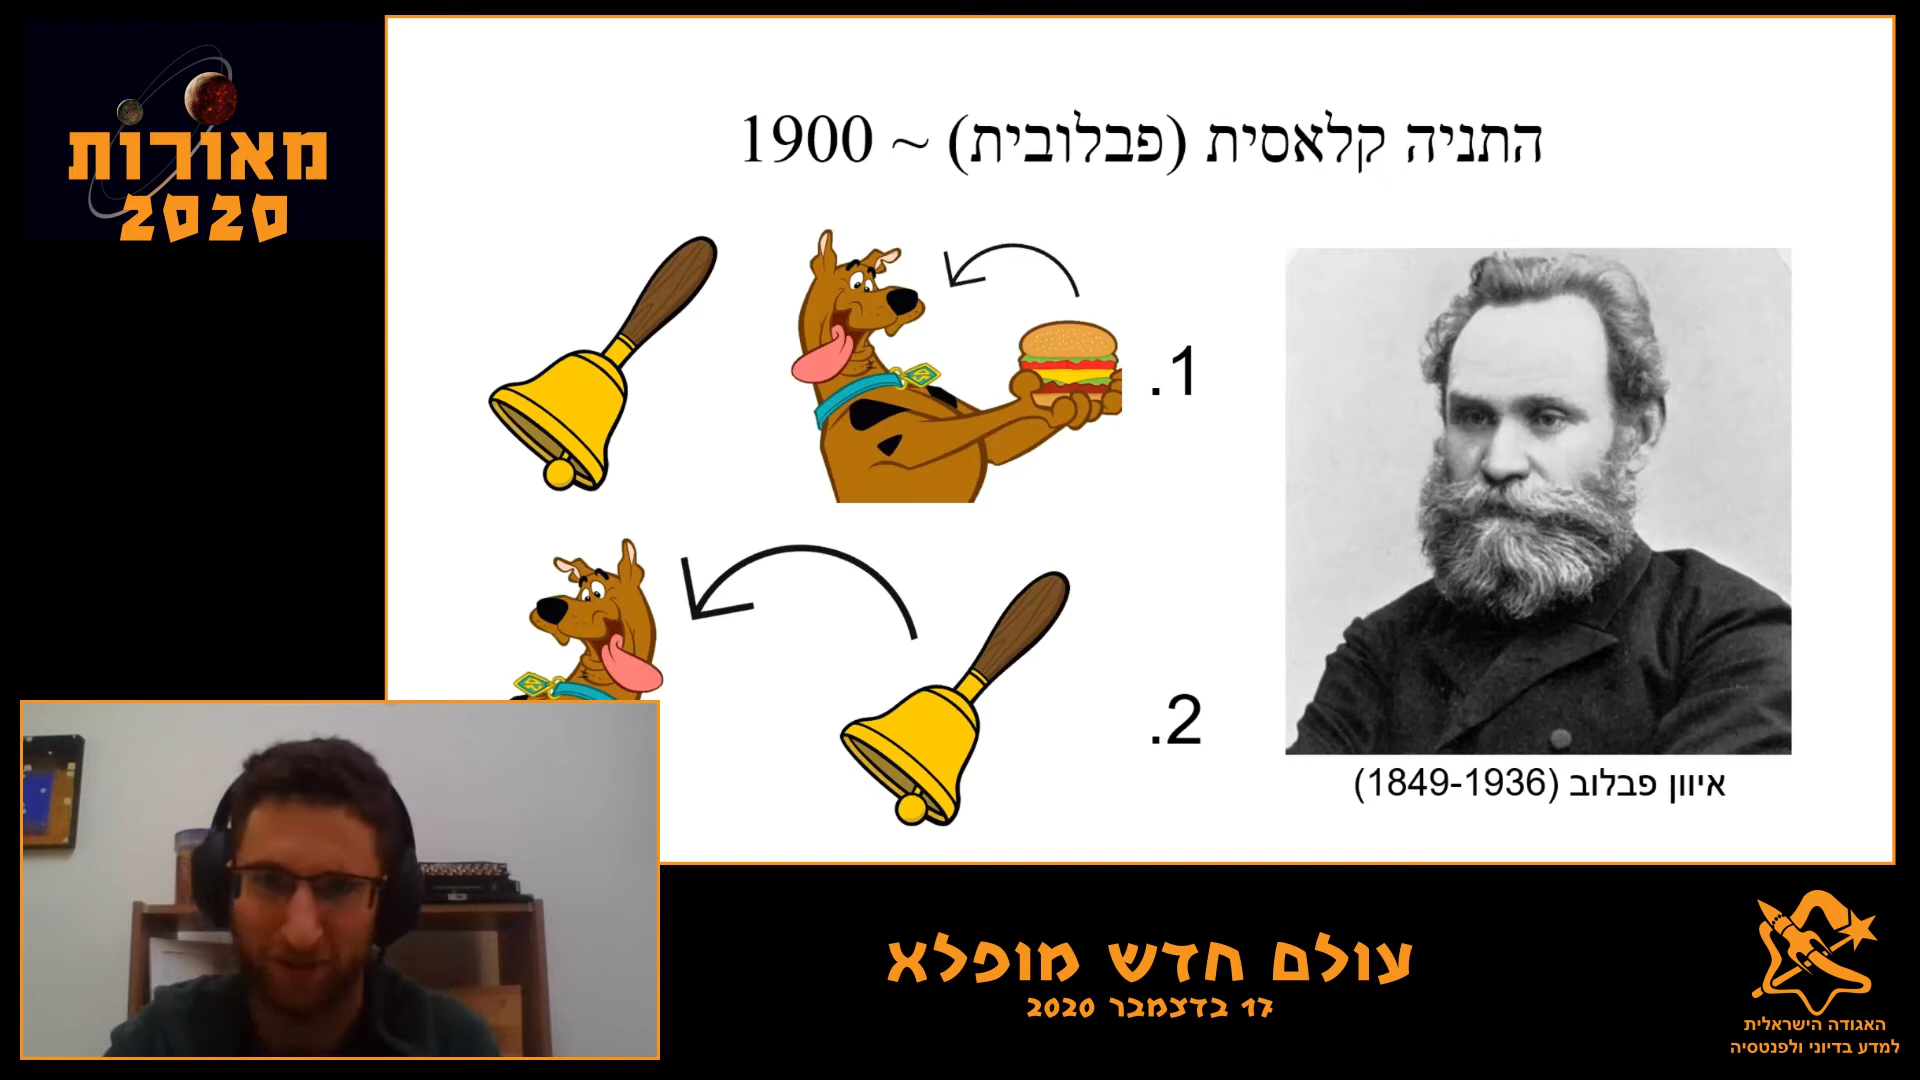 מאורות
2020
התניה קלאסית (פבלובית) ~ 1900
1.
2.
איוון פבלוב (1849-1936)
עולם חדש מופלא
17 בדצמבר 2020
האגודה הישראלית
למדע בדיוני ולפנטסיה